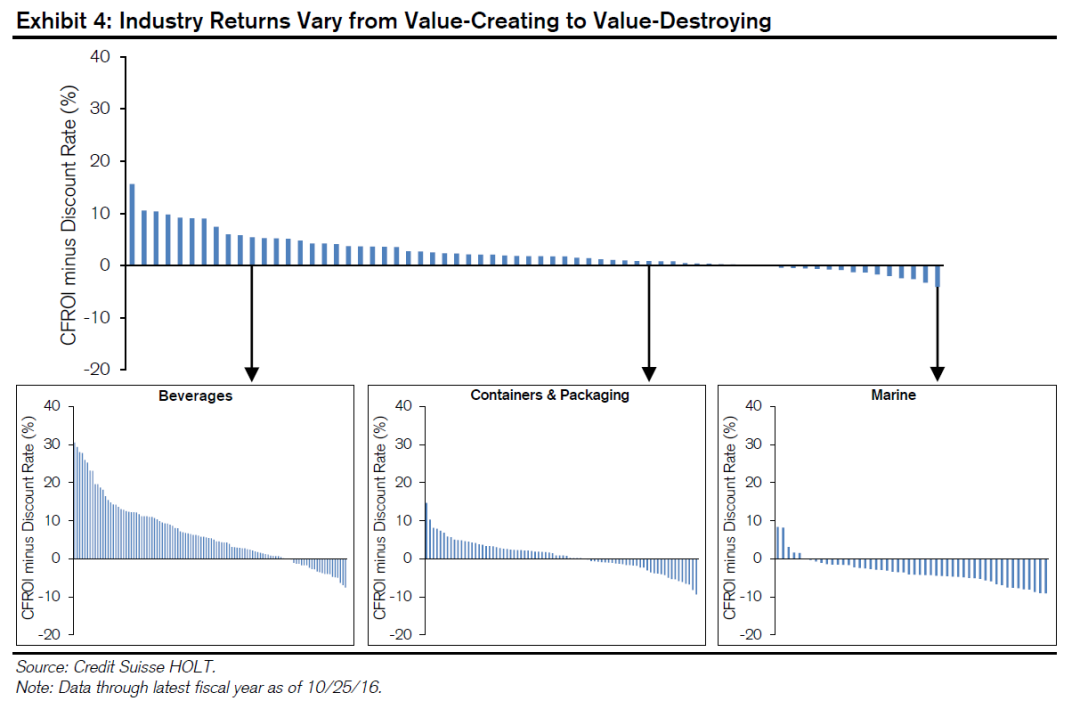 Exhibit 4: Industry Returns Vary from Value-Creating to Value-Destroying
CFROI minus Discount Rate (%)
40
30
20
10
0
-10
-20
Beverages
CFROI minus Discount Rate (%)
40
30
20
10
0
-10
-20
Containers & Packaging
CFROI minus Discount Rate (%)
40
30
20
10
0
-10
-20
Marine
CFROI minus Discount Rate (%)
40
30
20
10
0
-10
-20
Source: Credit Suisse HOLT.
Note: Data through latest fiscal year as of 10/25/16.